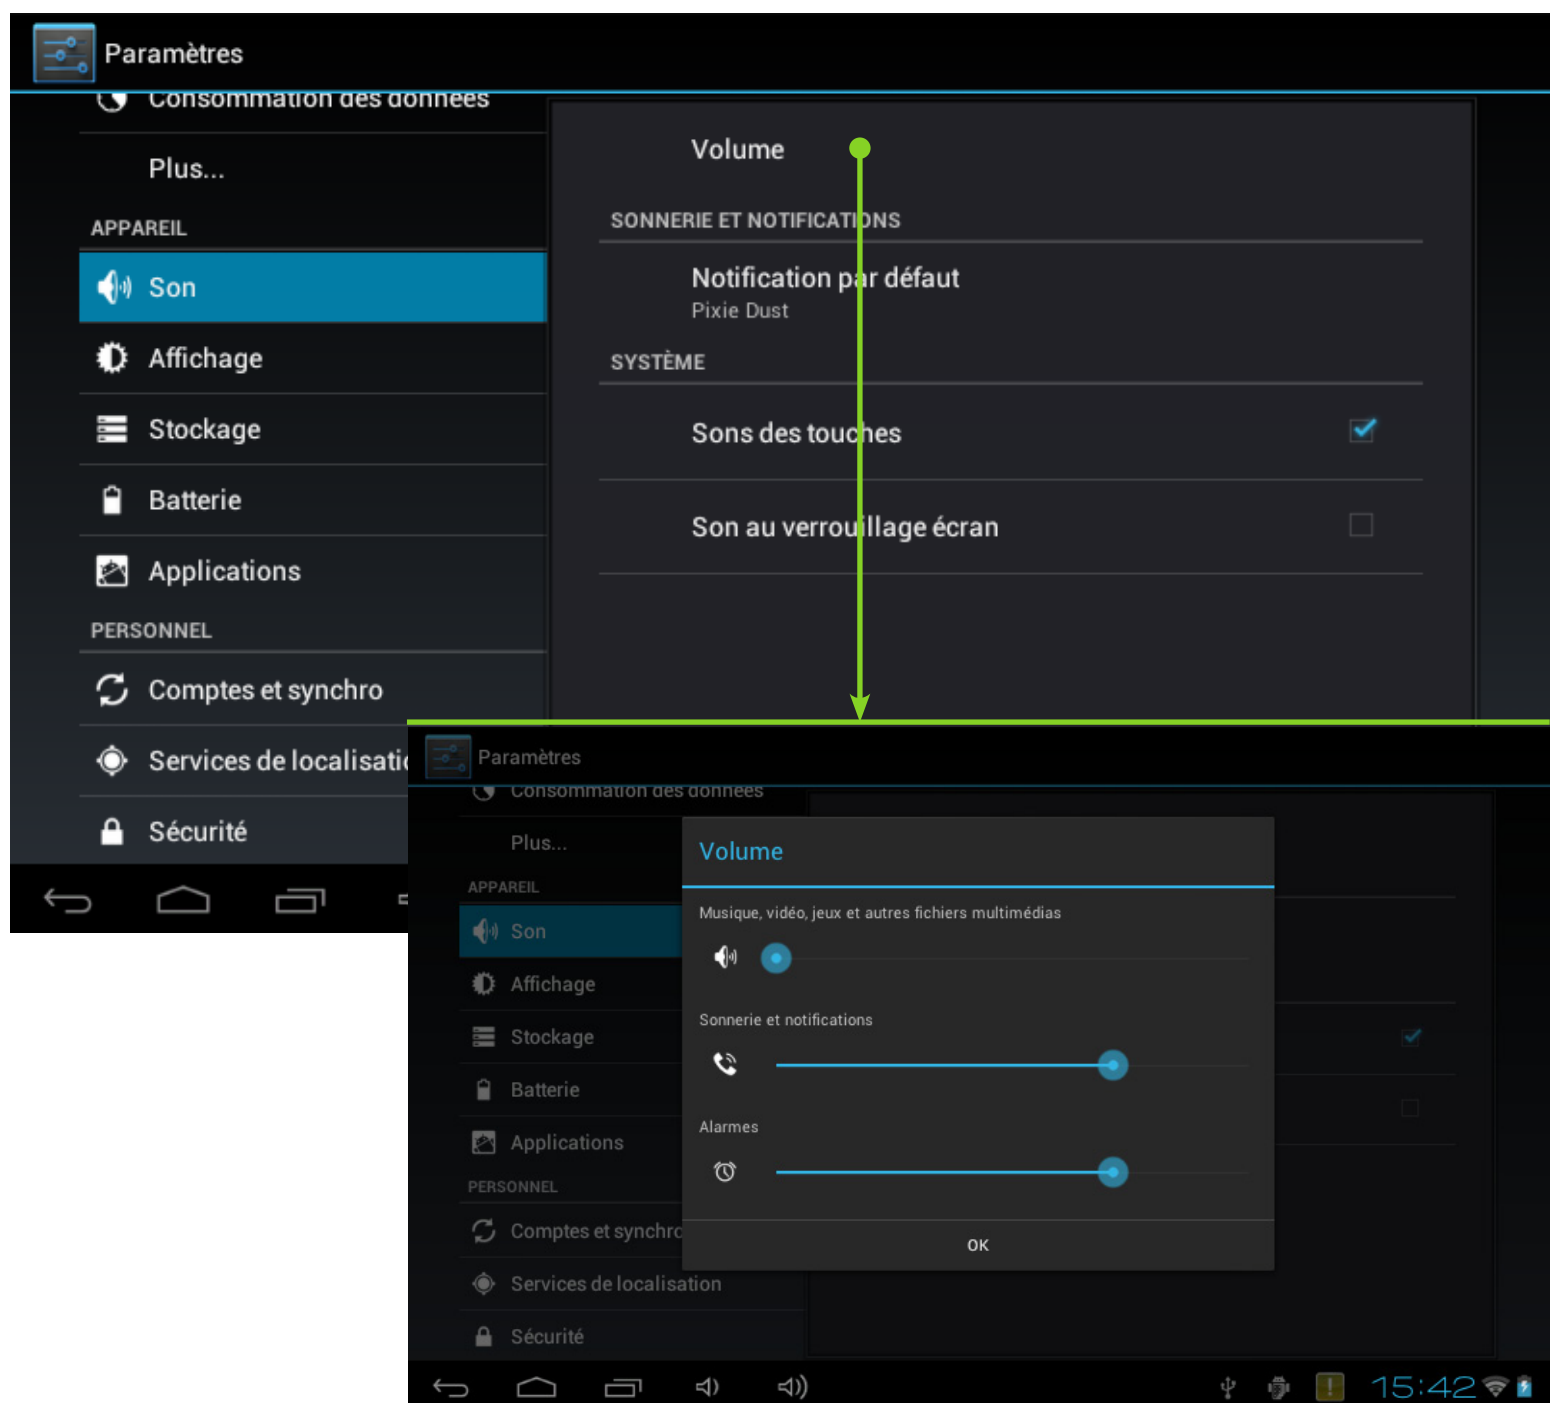 Paramètres
Consommation des données
Plus...
APPAREIL
Son
Affichage
Stockage
Batterie
Applications
PERSONNEL
Comptes et synchro
Services de localisatio
Sécurité
Volume
SONNERIE ET NOTIFICATIONS
Notification par défaut
Pixie Dust
SYSTÈME
Sons des touches
Son au verrouillage écran
Paramètres
Consommation des données
Plus...
APPAREIL
Son
Affichage
Stockage
Batterie
Applications
PERSONNEL
Comptes et synchro
Services de localisation
Sécurité
Volume
Musique, vidéo, jeux et autres fichiers multimédias
Sonnerie et notifications
Alarmes
OK
15:42